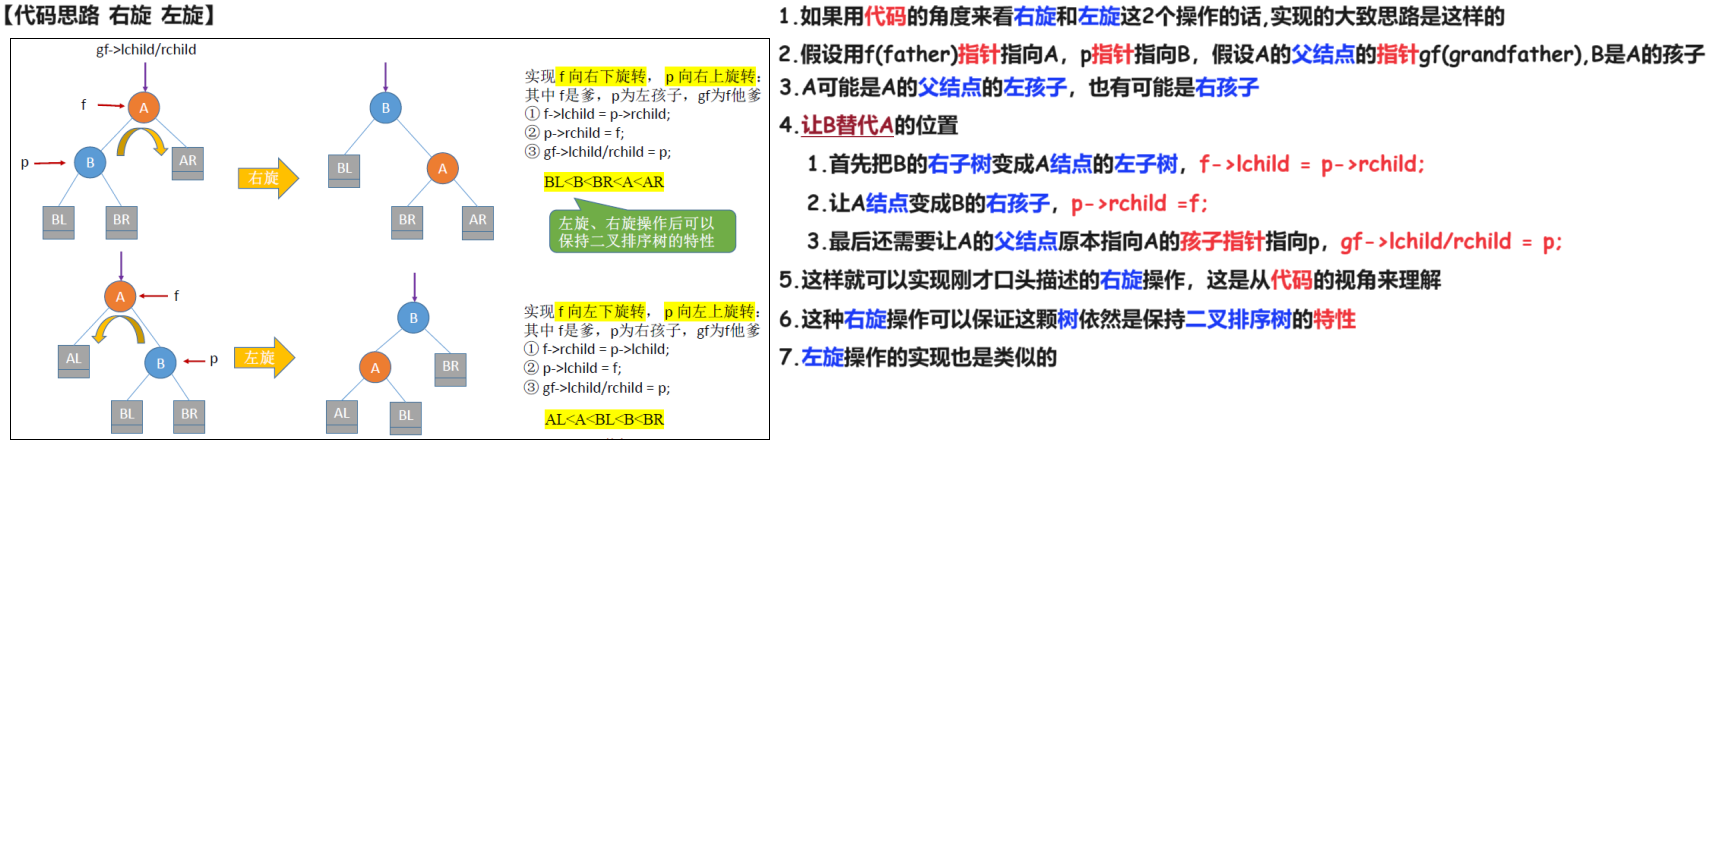 【代码思路 右旋 左旋】
gf->lchild/rchild
f
A
B
p
B
AR
右旋
BL
A
BL
BR
BR
AR
实现 f 向右下旋转， p 向右上旋转：
其中 f是爹，p为左孩子，gf为f他爹
① f->lchild = p->rchild;
② p->rchild = f;
③ gf->lchild/rchild = p;
BL<B<BR<A<AR
左旋、右旋操作后可以
保持二叉排序树的特性
A
f
B
AL
B
p
左旋
A
BR
BL
BR
AL
BL
实现 f 向左下旋转， p 向左上旋转：
其中 f是爹，p为右孩子，gf为f他爹
① f->rchild = p->lchild;
② p->lchild = f;
③ gf->lchild/rchild = p;
AL<A<BL<B<BR
1.如果用代码的角度来看右旋和左旋这2个操作的话,实现的大致思路是这样的
2.假设用f(father)指针指向A，p指针指向B，假设A的父结点的指针gf(grandfather),B是A的孩子
3.A可能是A的父结点的左孩子，也有可能是右孩子
4.让B替代A的位置
1.首先把B的右子树变成A结点的左子树，f->lchild = p->rchild;
2.让A结点变成B的右孩子，p->rchild =f;
3.最后还需要让A的父结点原本指向A的孩子指针指向p，gf->lchild/rchild = p;
5.这样就可以实现刚才口头描述的右旋操作，这是从代码的视角来理解
6.这种右旋操作可以保证这颗树依然是保持二叉排序树的特性
7.左旋操作的实现也是类似的